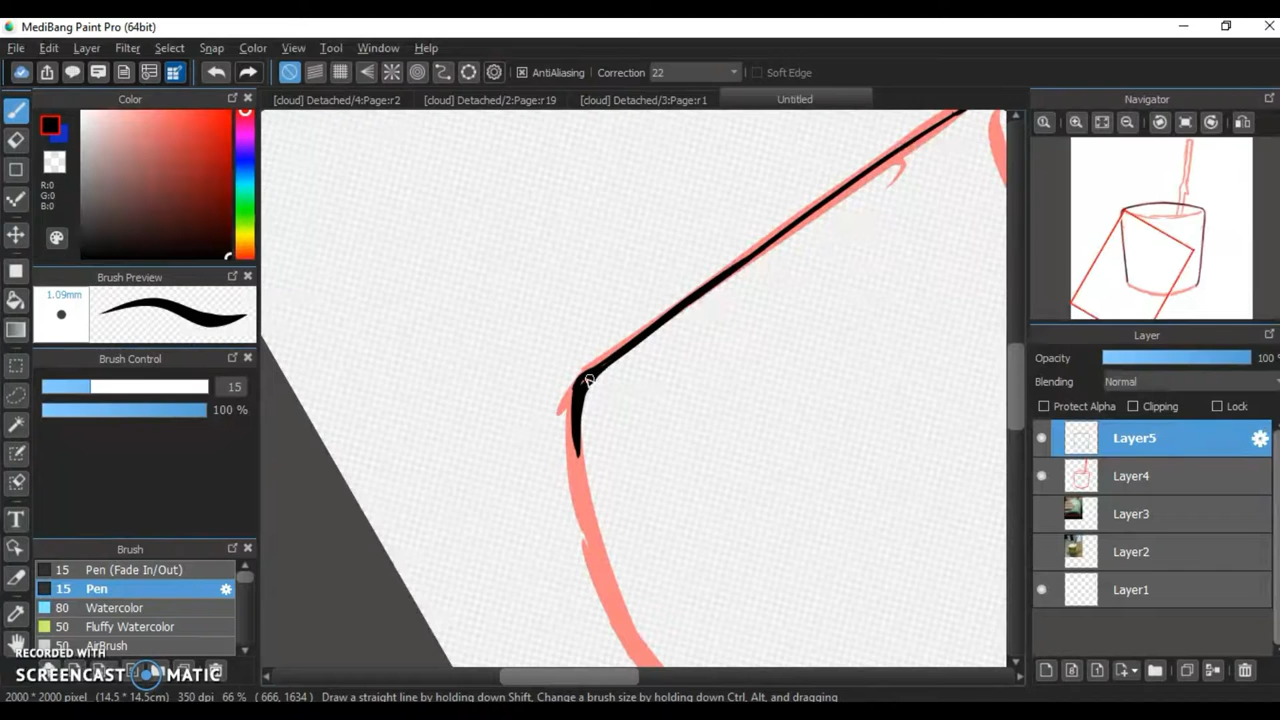 MediBang Paint Pro (64bit)
File Edit Layer Filter Select Snap Color View Tool Window Help
AntiAliasing Correction 22 Soft Edge
Color
[cloud] Detached/4:Page:r2 [cloud] Detached/2:Page:r19 [cloud] Detached/3:Page:r1 Untitled
Navigator
R:0
G:0
B:0
Brush Preview
1.09mm
Brush Control
15
100 %
Layer
Opacity 100 %
Blending Normal
Protect Alpha Clipping Lock
Layer5
Layer4
Layer3
Layer2
Layer1
Brush
15 Pen (Fade In/Out)
15 Pen
80 Watercolor
50 Fluffy Watercolor
50 AirBrush
RECORDED WITH
SCREENCAST MATIC
2000 * 2000 pixel (14.5 * 14.5cm) 350 dpi 66 % ( 666, 1634 ) Draw a straight line by holding down Shift, Change a brush size by holding down Ctrl, Alt, and dragging